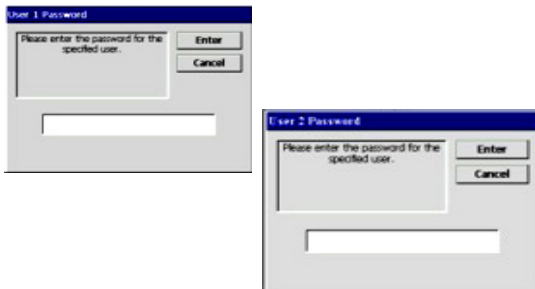 User 1 Password
Please enter the password for the
specified user.
Enter
Cancel
User 2 Password
Please enter the password for the
specified user.
Enter
Cancel